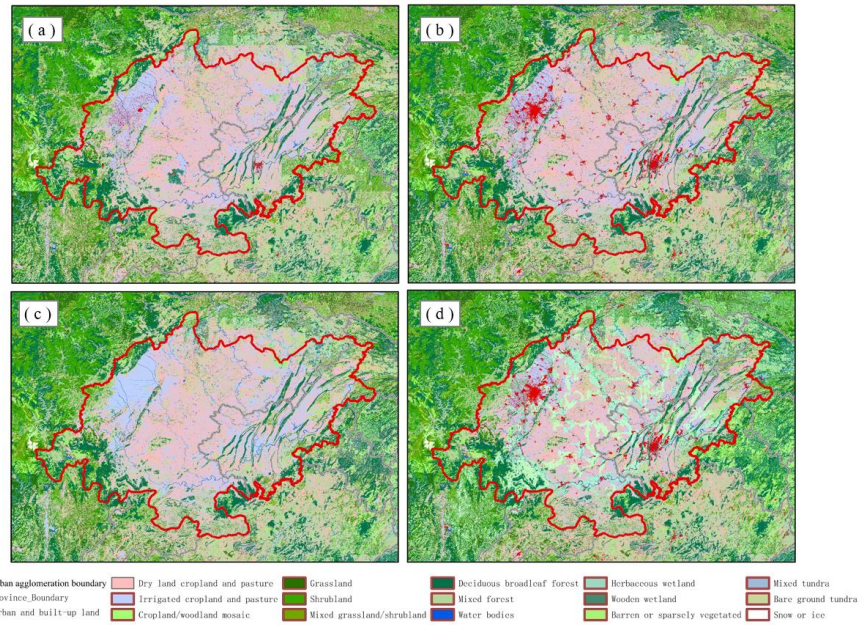 ( a )
( b )
( c )
( d )
ban agglomeration boundary Dry land cropland and pasture Grassland Deciduous broadleaf forest Herbaceous wetland Mixed tundra
ovince_Boundary Irrigated cropland and pasture Shrubland Mixed forest Wooden wetland Bare ground tundra
rban and built-up land Cropland/woodland mosaic Mixed grassland/shrubland Water bodies Barren or sparsely vegetated Snow or ice